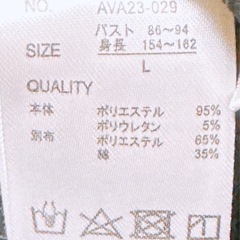 NO. AVA23-029
バスト 86～94
SIZE 身長 154～162
L
QUALITY
本体 ポリエステル 95%
ポリウレタン 5%
別布 ポリエステル 65%
綿 35%